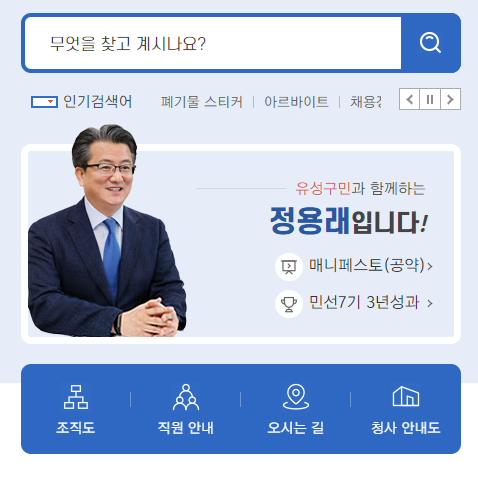 무엇을 찾고 계시나요?
인기검색어 폐기물 스티커 아르바이트
유성구민과 함께하는
정용래입니다!
매니페스토(공약)
민선7기 3년성과
조직도 직원 안내 오시는 길 청사 안내도